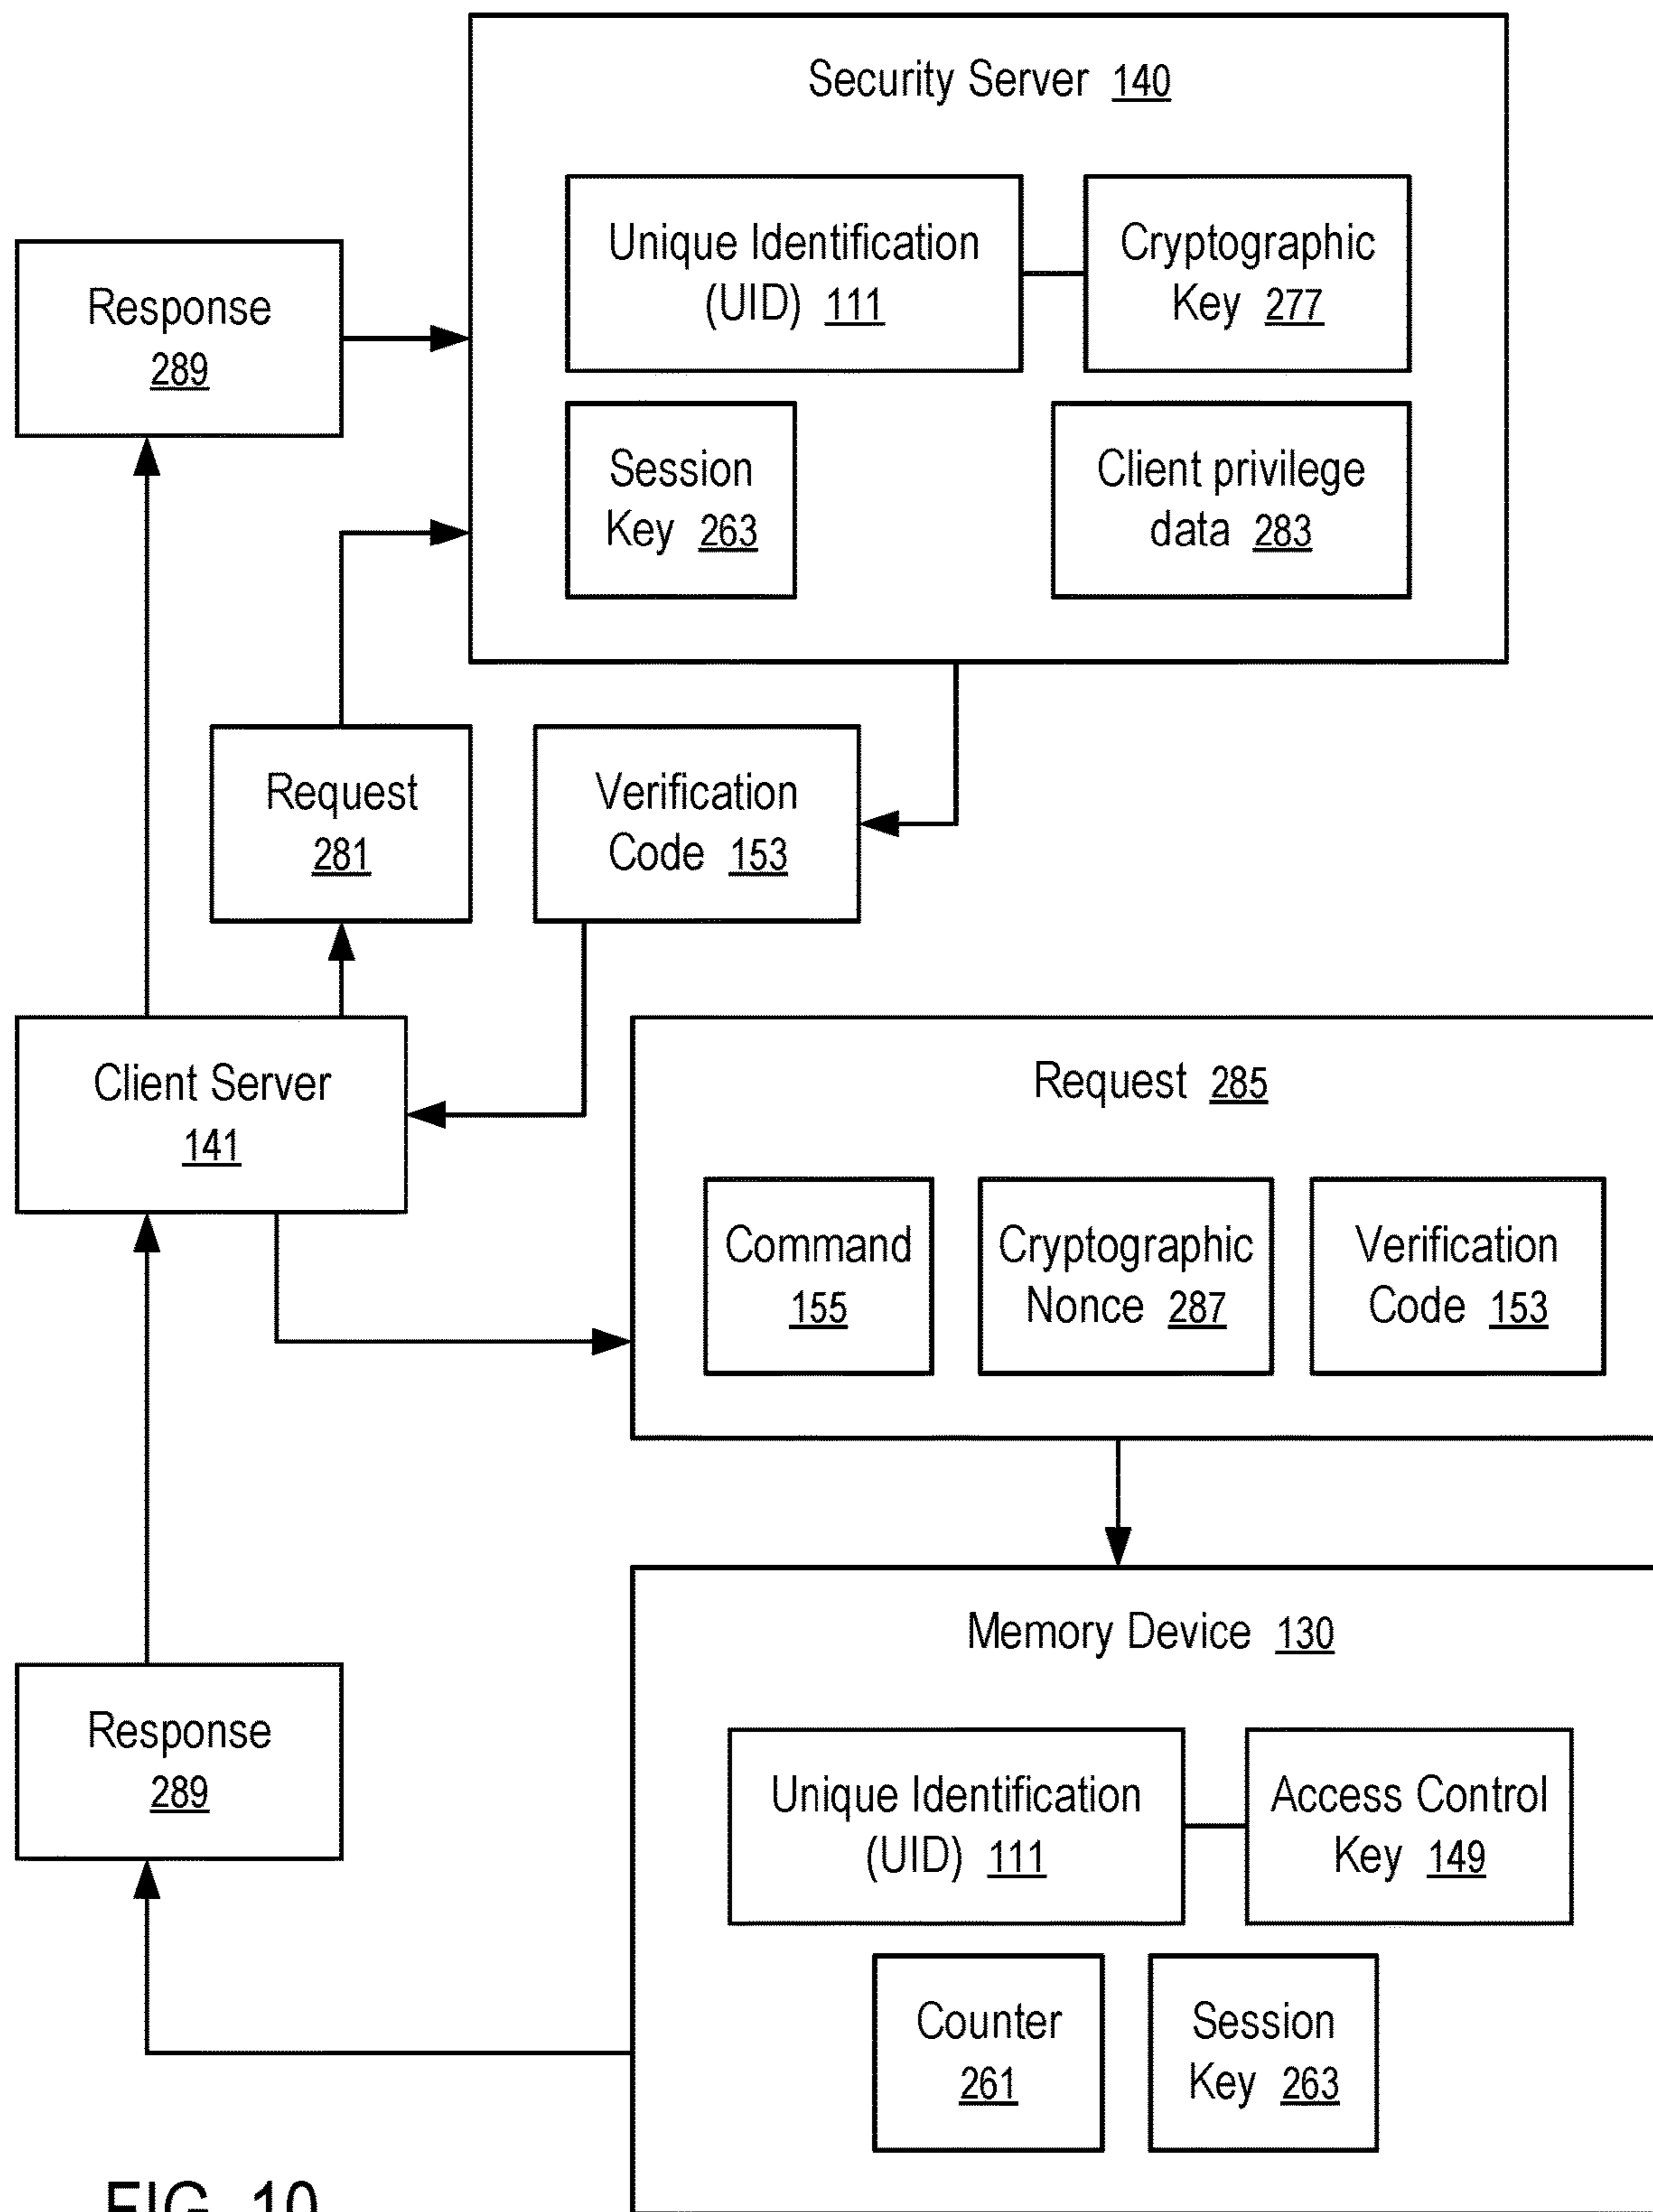 Security Server 140
Unique Identification
(UID) 111
Cryptographic
Key 277
Response
289
Session
Key 263
Client privilege
data 283
Request
281
Verification
Code 153
Client Server
141
Request 285
Command
155
Cryptographic
Nonce 287
Verification
Code 153
Memory Device 130
Response
289
Unique Identification
(UID) 111
Access Control
Key 149
Counter
261
Session
Key 263
FIG. 10